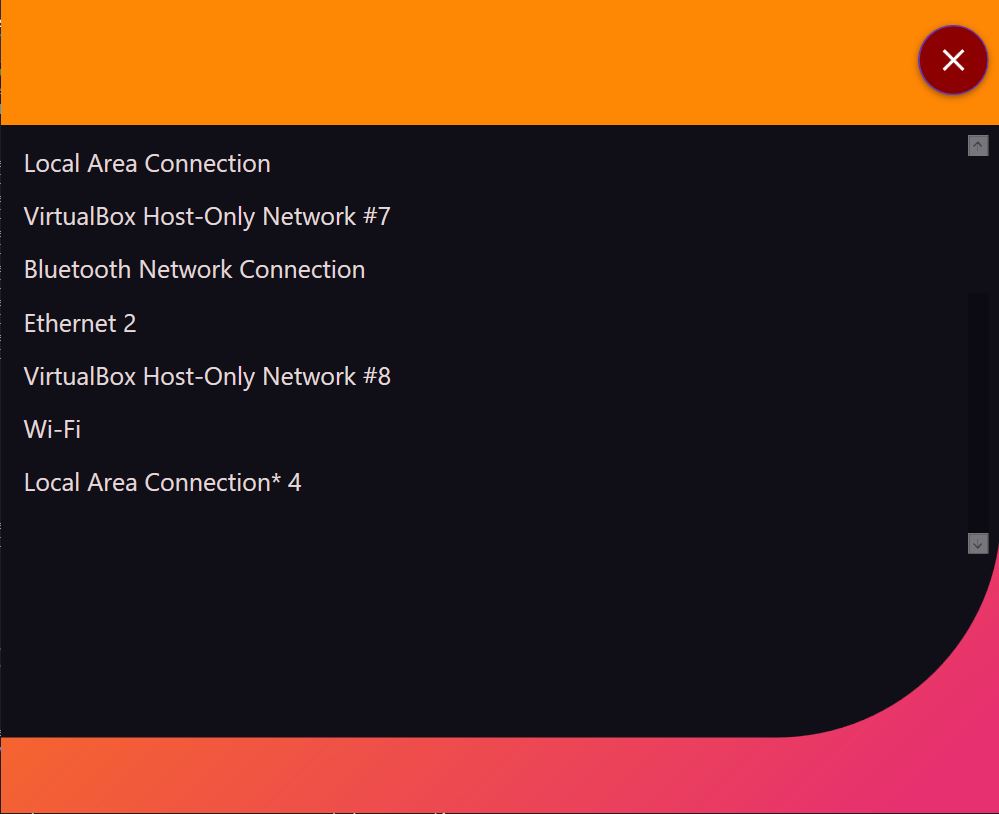 Local Area Connection
VirtualBox Host-Only Network #7
Bluetooth Network Connection
Ethernet 2
VirtualBox Host-Only Network #8
Wi-Fi
Local Area Connection* 4